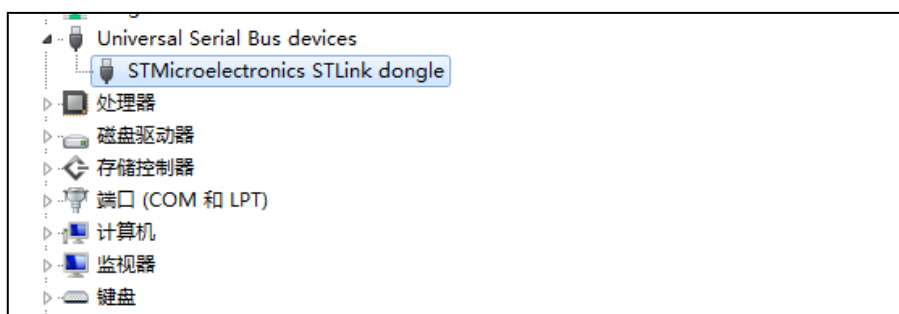 Universal Serial Bus devices
STMicroelectronics STLink dongle
处理器
磁盘驱动器
存储控制器
端口 (COM 和 LPT)
计算机
监视器
键盘